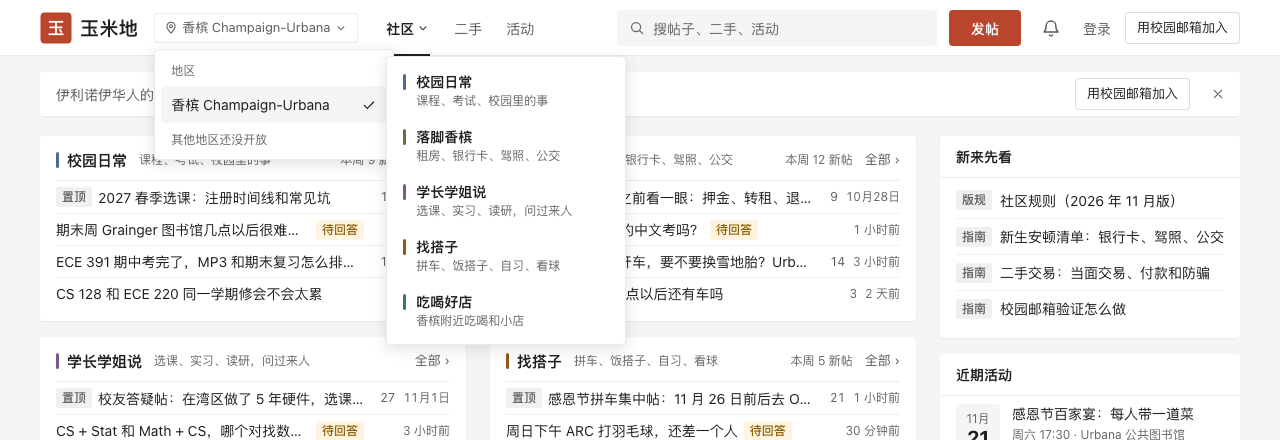 玉 玉米地 香槟 Champaign-Urbana 社区 二手 活动 搜帖子、二手、活动 发帖 登录 用校园邮箱加入
地区
香槟 Champaign-Urbana
其他地区还没开放
校园日常
课程、考试、校园里的事
落脚香槟
租房、银行卡、驾照、公交
学长学姐说
选课、实习、读研，问过来人
找搭子
拼车、饭搭子、自习、看球
吃喝好店
香槟附近吃喝和小店
伊利诺伊华人的 用校园邮箱加入
校园日常 课程、考试、校园里的事 本周 9 新
置顶 2027 春季选课：注册时间线和常见坑
期末周 Grainger 图书馆几点以后很难… 待回答
ECE 391 期中考完了，MP3 和期末复习怎么排…
CS 128 和 ECE 220 同一学期修会不会太累
银行卡、驾照、公交 本周 12 新帖 全部 ›
之前看一眼：押金、转租、退… 9 10月28日
的中文考吗？ 待回答 1 小时前
开车，要不要换雪地胎？Urb… 14 3 小时前
点以后还有车吗 3 2 天前
学长学姐说 选课、实习、读研，问过来人 全部 ›
置顶 校友答疑帖：在湾区做了 5 年硬件，选课… 27 11月1日
CS + Stat 和 Math + CS，哪个对找数… 待回答 3 小时前
找搭子 拼车、饭搭子、自习、看球 本周 5 新帖 全部 ›
置顶 感恩节拼车集中帖：11 月 26 日前后去 O… 21 1 小时前
周日下午 ARC 打羽毛球，还差一个人 待回答 30 分钟前
新来先看
版规 社区规则（2026 年 11 月版）
指南 新生安顿清单：银行卡、驾照、公交
指南 二手交易：当面交易、付款和防骗
指南 校园邮箱验证怎么做
近期活动
11月 感恩节百家宴：每人带一道菜
21 周六 17:30 · Urbana 公共图书馆